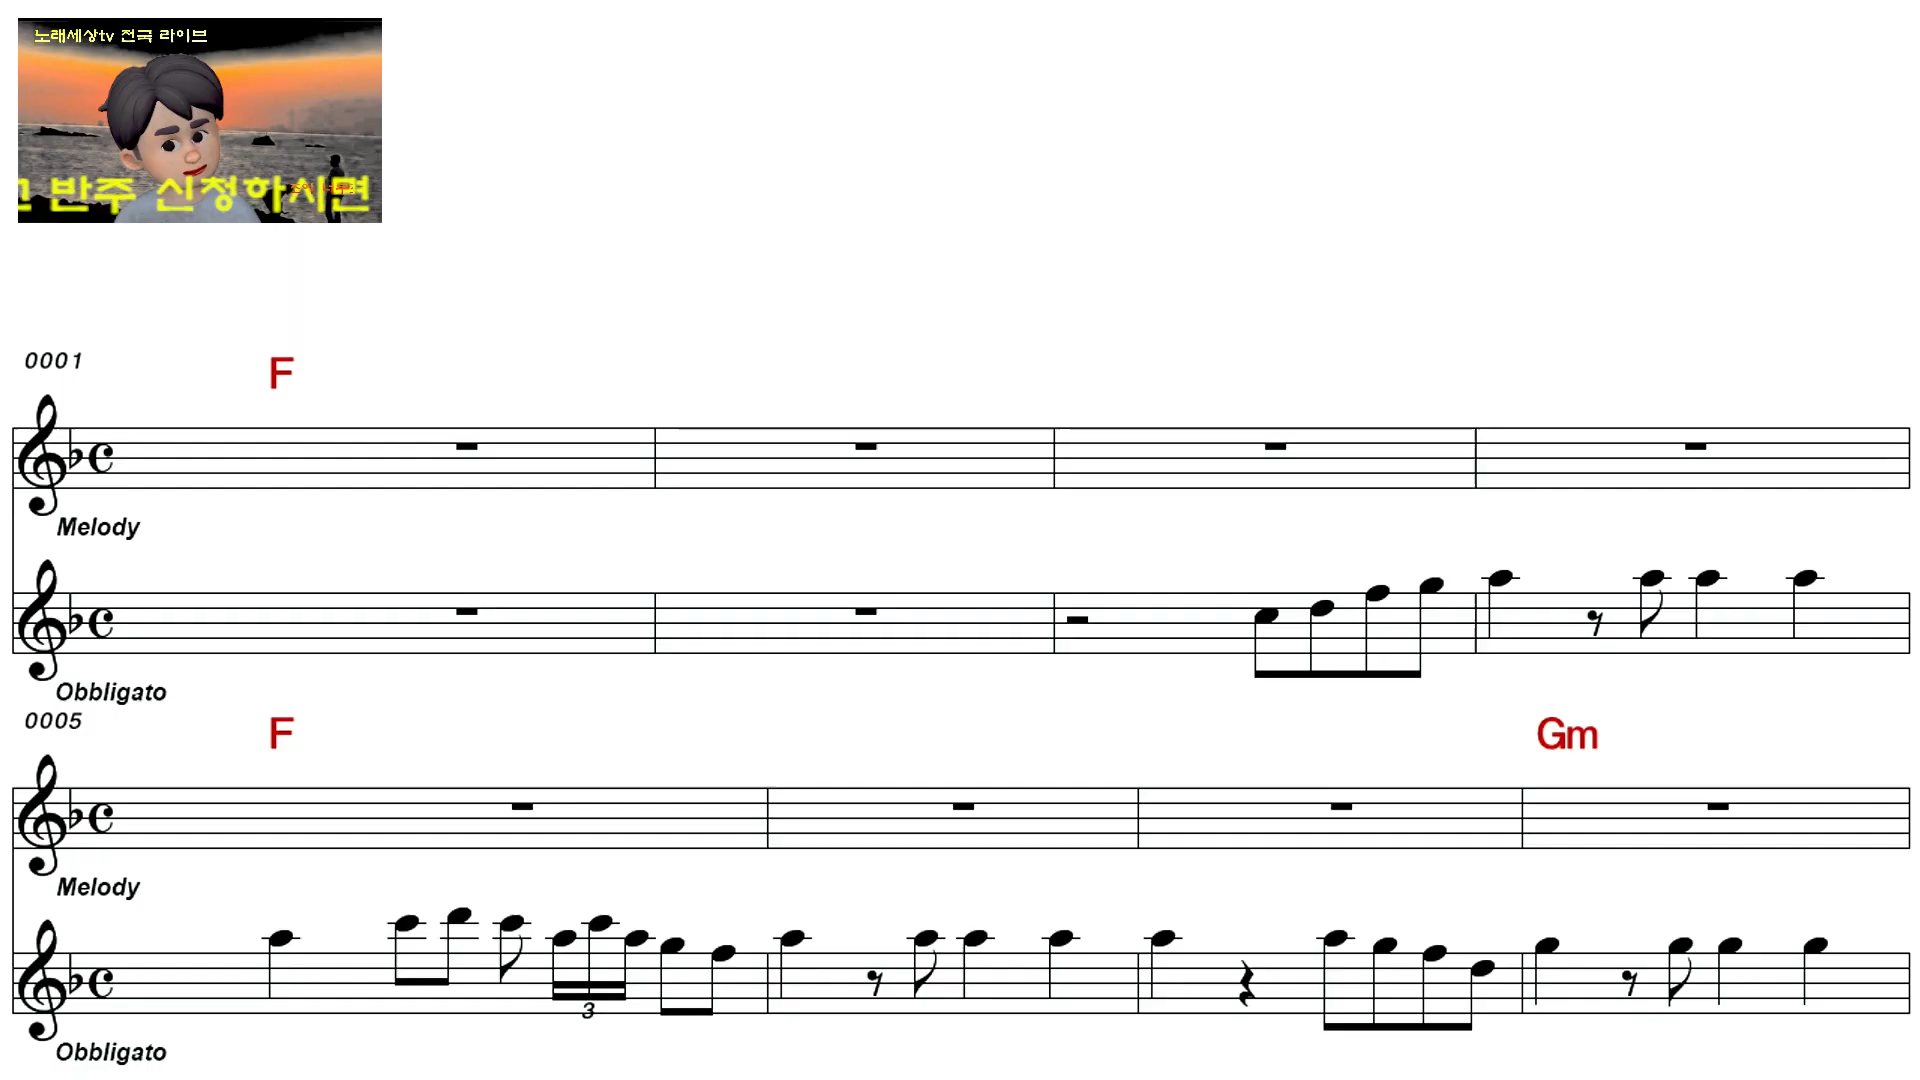 노래세상tv 전국 라이브
반주 신청하시면
0001
F
Melody
Obbligato
0005
F
Gm
Melody
3
Obbligato